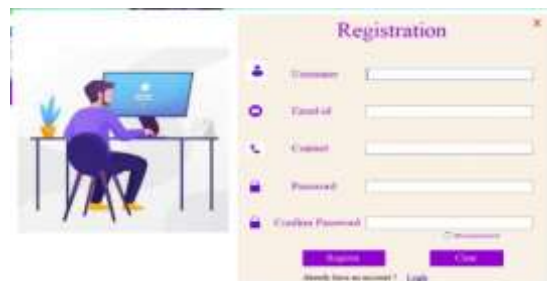 Registration
x
Username
Email id
Contact
Password
Confirm Password
Register Clear
Already have an account ? Login